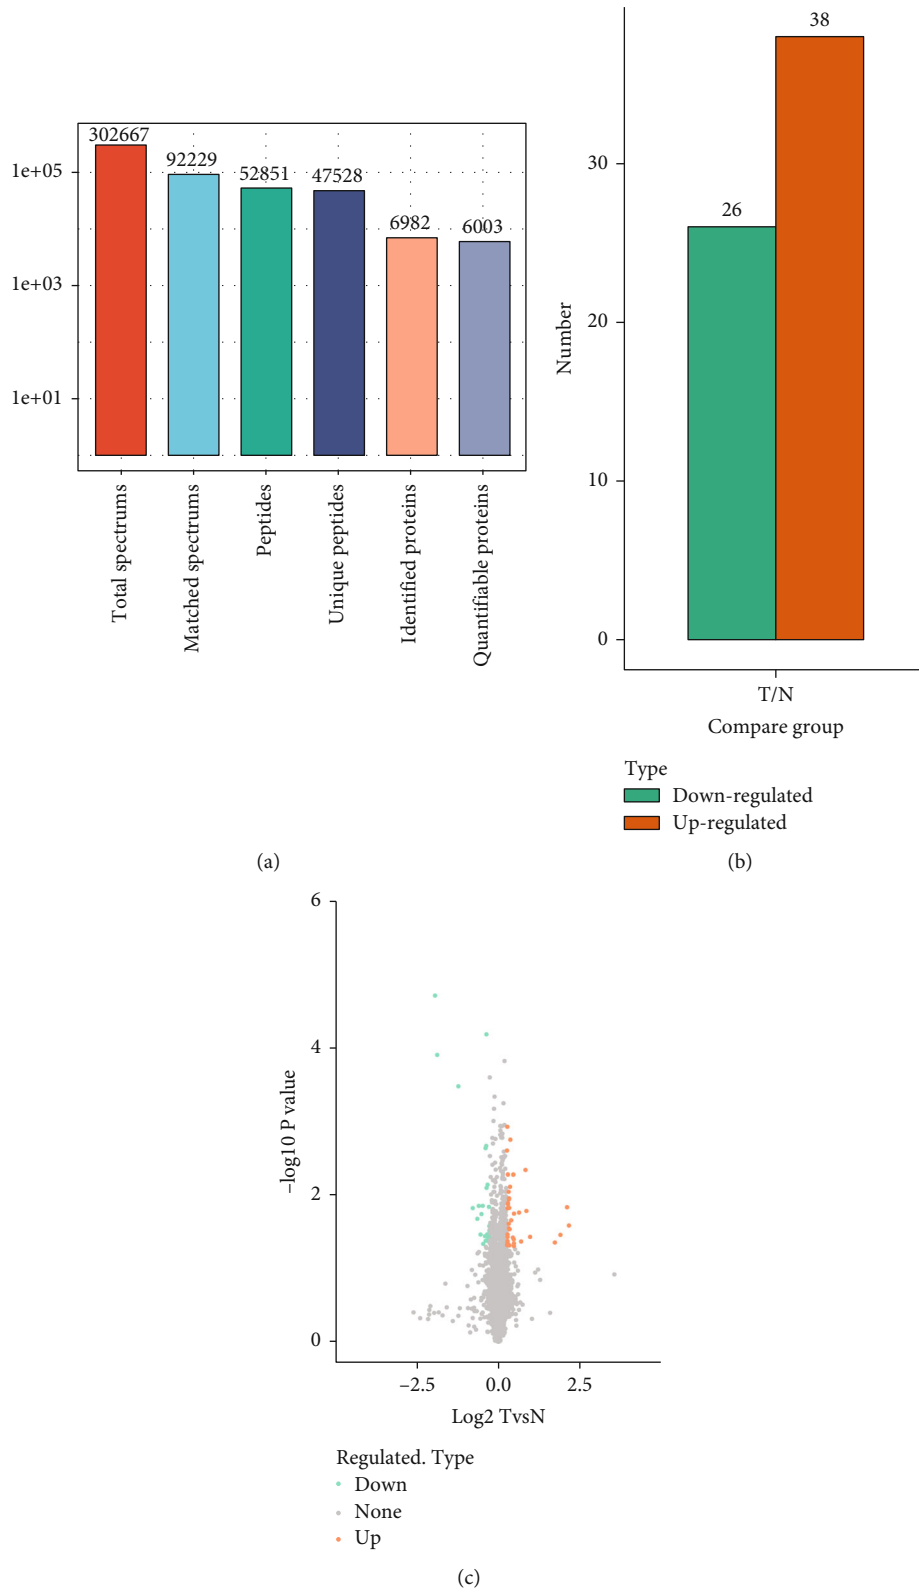 302667
92229
52851
47528
6982
6003
1e+05
1e+03
1e+01
Total spectrums
Matched spectrums
Peptides
Unique peptides
Identified proteins
Quantifiable proteins
(a)
38
26
30
20
10
0
Number
T/N
Compare group
Type
Down-regulated
Up-regulated
(b)
6
4
2
0
−log10 P value
−2.5 0.0 2.5
Log2 TvsN
Regulated. Type
Down
None
Up
(c)